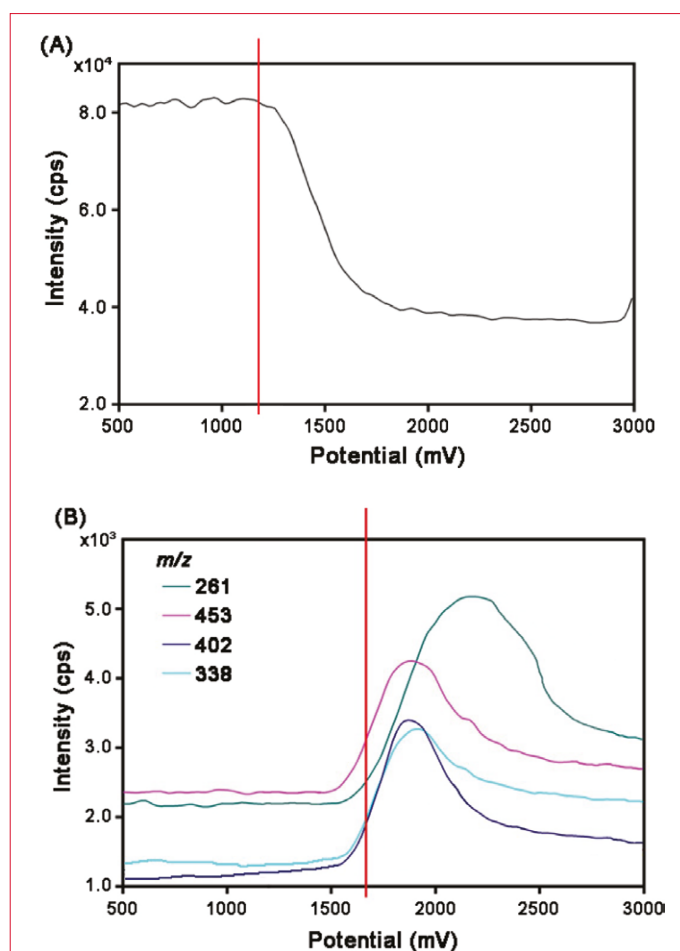 (A)
x10⁴
8.0
6.0
4.0
2.0
Intensity (cps)
500 1000 1500 2000 2500 3000
Potential (mV)
(B)
x10³
m/z
261
453
402
338
5.0
4.0
3.0
2.0
1.0
Intensity (cps)
500 1000 1500 2000 2500 3000
Potential (mV)